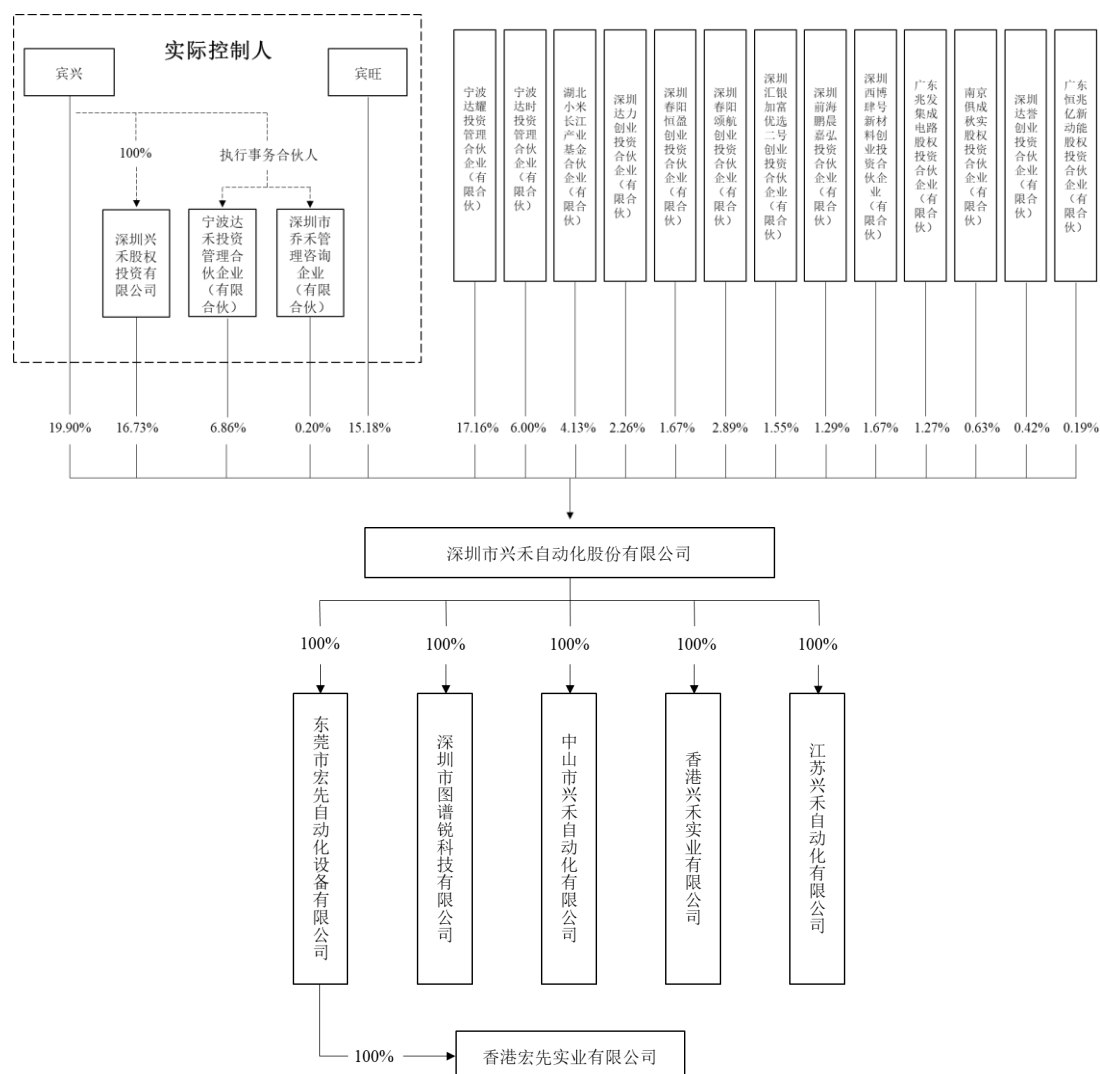 实际控制人
宾兴
宾旺
100%
执行事务合伙人
深圳兴
禾股权
投资有
限公司
宁波达
禾投资
管理合
伙企业
（有限
合伙）
深圳市
乔禾管
理咨询
企业
（有限
合伙）
宁波达耀投资管理合伙企业（有限合伙）
宁波达时投资管理合伙企业（有限合伙）
湖北小米长江产业基金合伙企业（有限合伙）
深圳达力创业投资合伙企业（有限合伙）
深圳春阳恒盈创业投资合伙企业（有限合伙）
深圳春阳颂航创业投资合伙企业（有限合伙）
深圳汇银加富优选二号创业投资合伙企业（有限合伙）
深圳前海鹏晨嘉弘投资合伙企业（有限合伙）
深圳西博肆号新材料创业投资合伙企业（有限合伙）
广东兆发集成电路股权投资合伙企业（有限合伙）
南京俱成秋实股权投资合伙企业（有限合伙）
深圳达誉创业投资合伙企业（有限合伙）
广东恒兆亿新动能股权投资合伙企业（有限合伙）
19.90% 16.73% 6.86% 0.20% 15.18% 17.16% 6.00% 4.13% 2.26% 1.67% 2.89% 1.55% 1.29% 1.67% 1.27% 0.63% 0.42% 0.19%
深圳市兴禾自动化股份有限公司
100% 100% 100% 100% 100%
东莞市宏先自动化设备有限公司
深圳市图谱锐科技有限公司
中山市兴禾自动化有限公司
香港兴禾实业有限公司
江苏兴禾自动化有限公司
100%
香港宏先实业有限公司